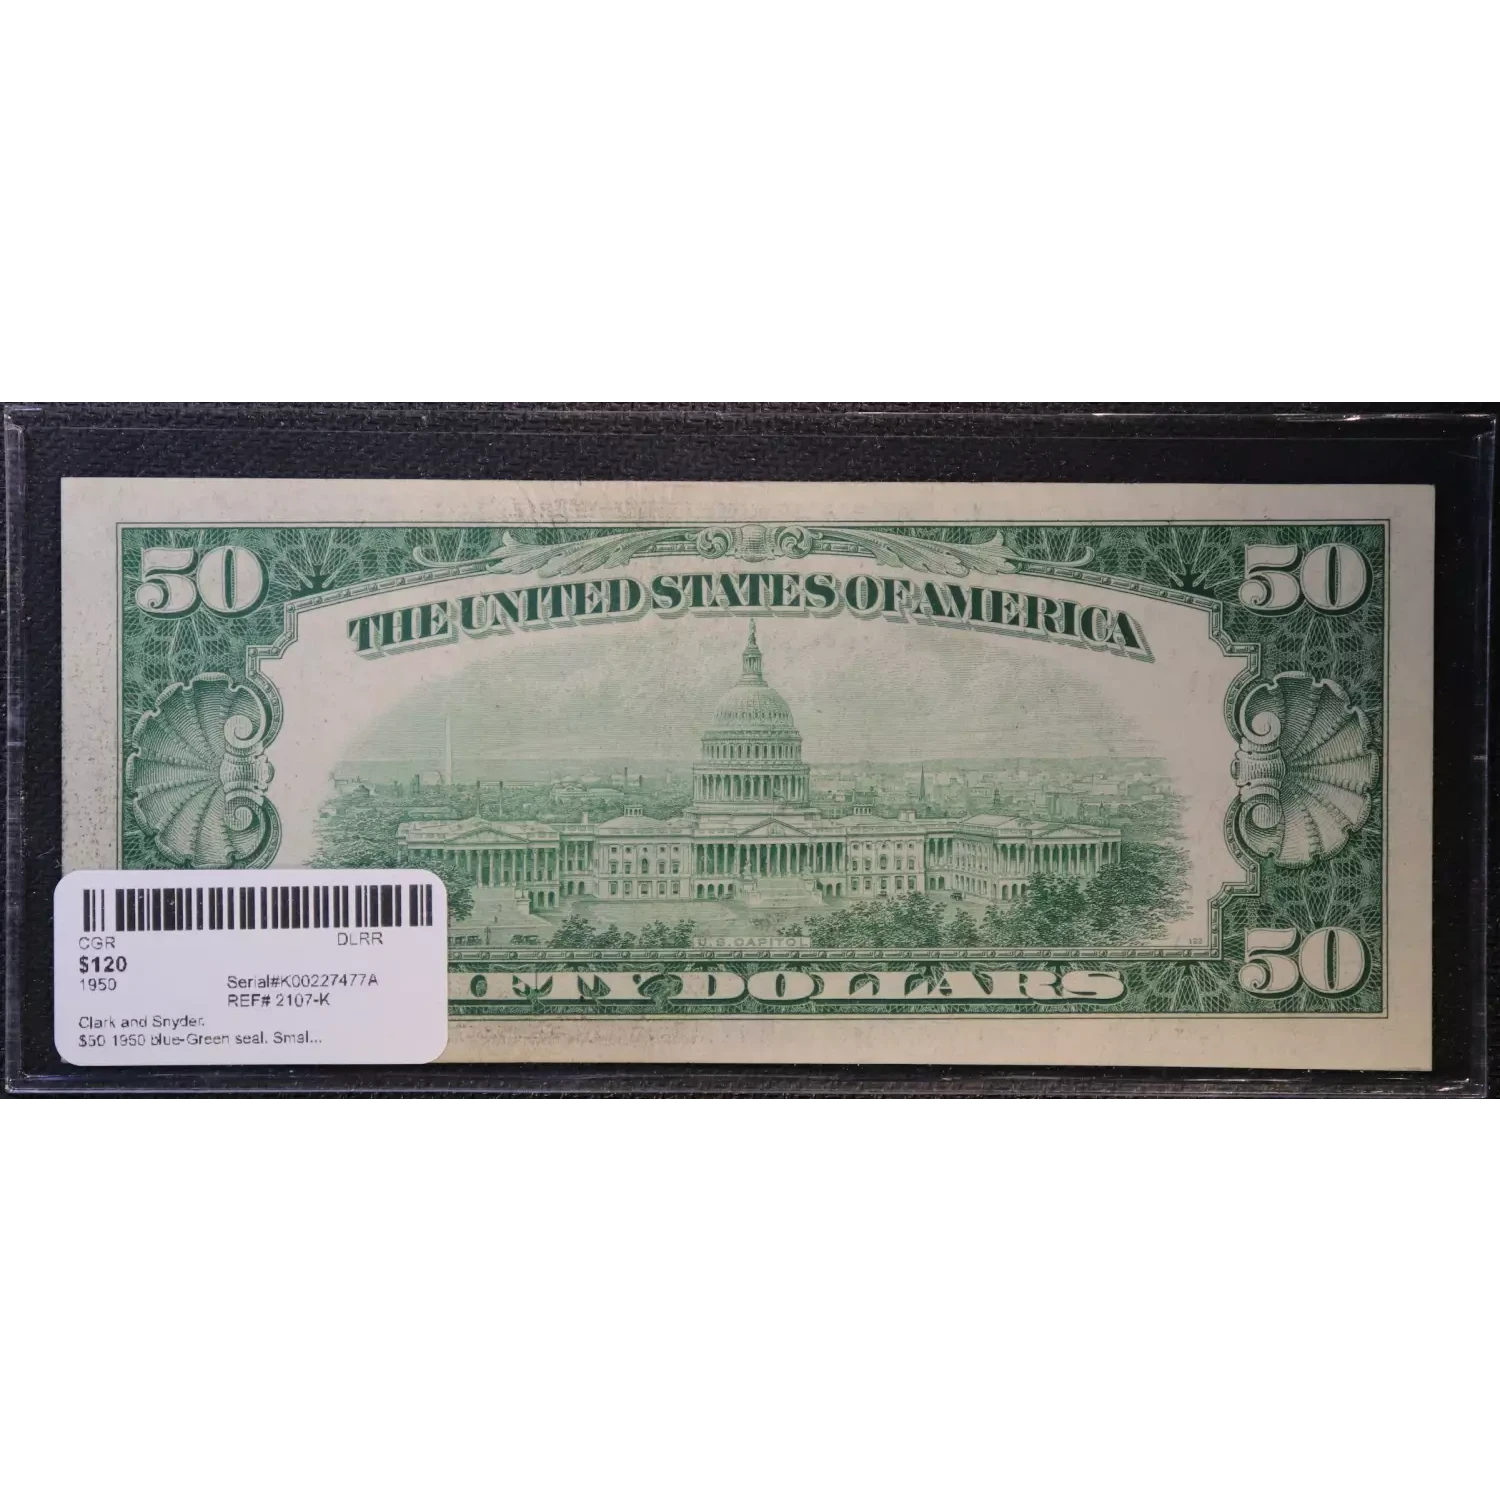 50 50
THE UNITED STATES OF AMERICA
U.S. CAPITOL
FIFTY DOLLARS
50
CGR DLRR
$120
1950 Serial#K00227477A
REF# 2107-K
Clark and Snyder.
$50 1950 blue-Green seal. Smal...